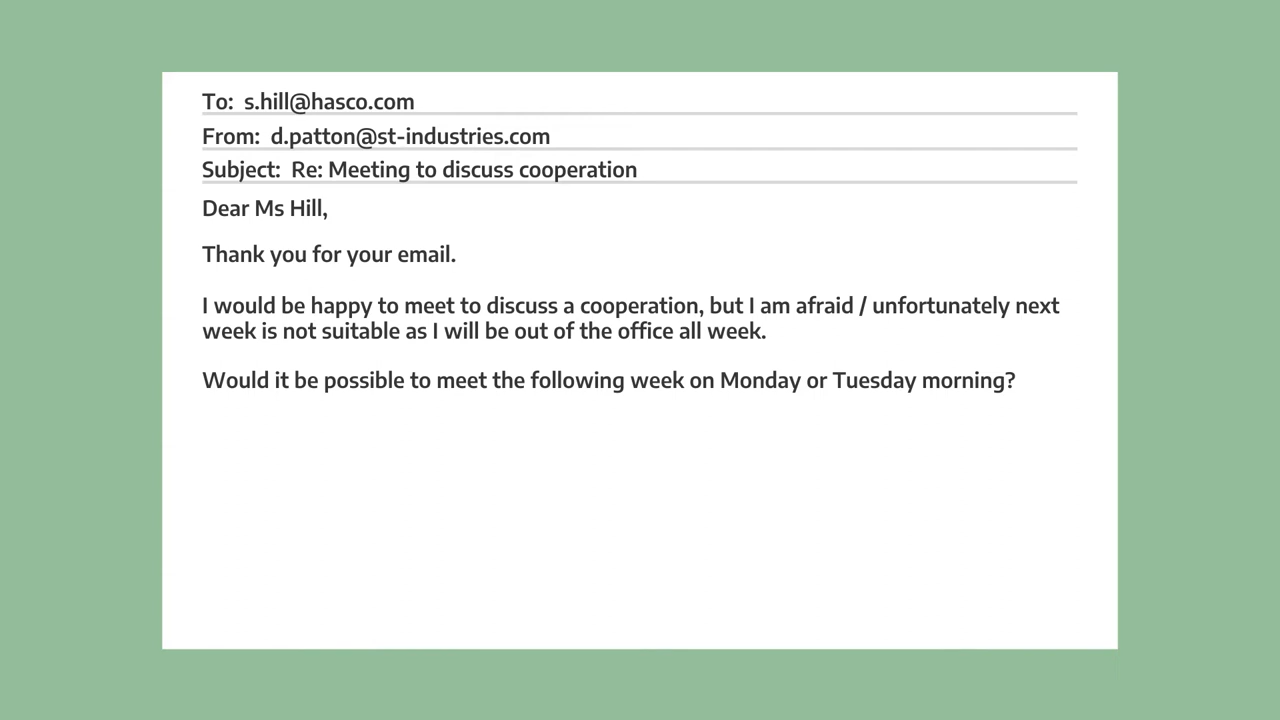 To: s.hill@hasco.com
From: d.patton@st-industries.com
Subject: Re: Meeting to discuss cooperation
Dear Ms Hill,
Thank you for your email.
I would be happy to meet to discuss a cooperation, but I am afraid / unfortunately next
week is not suitable as I will be out of the office all week.
Would it be possible to meet the following week on Monday or Tuesday morning?